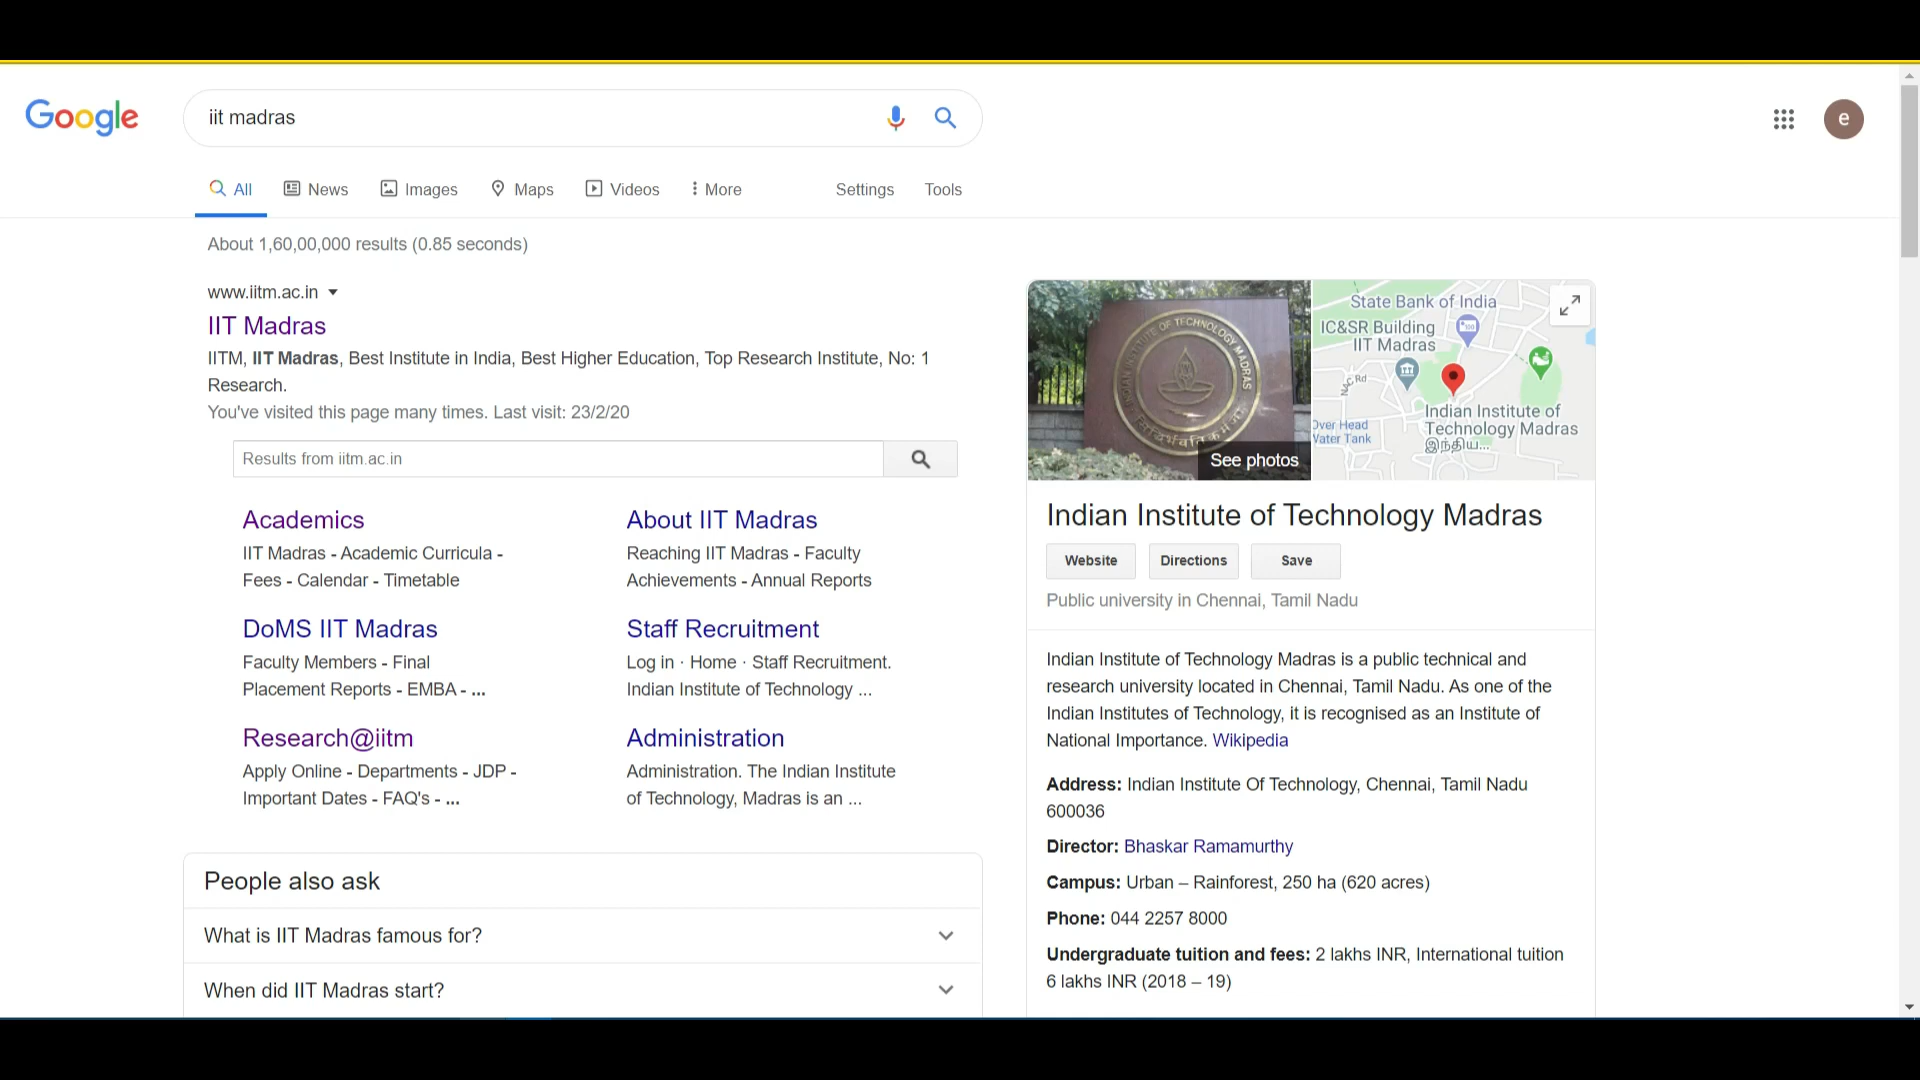 Google
iit madras
e
All News Images Maps Videos More Settings Tools
About 1,60,00,000 results (0.85 seconds)
www.iitm.ac.in
IIT Madras
IITM, IIT Madras, Best Institute in India, Best Higher Education, Top Research Institute, No: 1
Research.
You've visited this page many times. Last visit: 23/2/20
Results from iitm.ac.in
Academics
IIT Madras - Academic Curricula -
Fees - Calendar - Timetable
About IIT Madras
Reaching IIT Madras - Faculty
Achievements - Annual Reports
DoMS IIT Madras
Faculty Members - Final
Placement Reports - EMBA - ...
Staff Recruitment
Log in · Home · Staff Recruitment.
Indian Institute of Technology ...
Research@iitm
Apply Online - Departments - JDP -
Important Dates - FAQ's - ...
Administration
Administration. The Indian Institute
of Technology, Madras is an ...
People also ask
What is IIT Madras famous for?
When did IIT Madras start?
INDIAN INSTITUTE OF TECHNOLOGY MADRAS
See photos
State Bank of India
IC&SR Building
IIT Madras
NAC Rd
Over Head
Water Tank
Indian Institute of
Technology Madras
இந்திய...
Indian Institute of Technology Madras
Website Directions Save
Public university in Chennai, Tamil Nadu
Indian Institute of Technology Madras is a public technical and
research university located in Chennai, Tamil Nadu. As one of the
Indian Institutes of Technology, it is recognised as an Institute of
National Importance. Wikipedia
Address: Indian Institute Of Technology, Chennai, Tamil Nadu
600036
Director: Bhaskar Ramamurthy
Campus: Urban – Rainforest, 250 ha (620 acres)
Phone: 044 2257 8000
Undergraduate tuition and fees: 2 lakhs INR, International tuition
6 lakhs INR (2018 – 19)